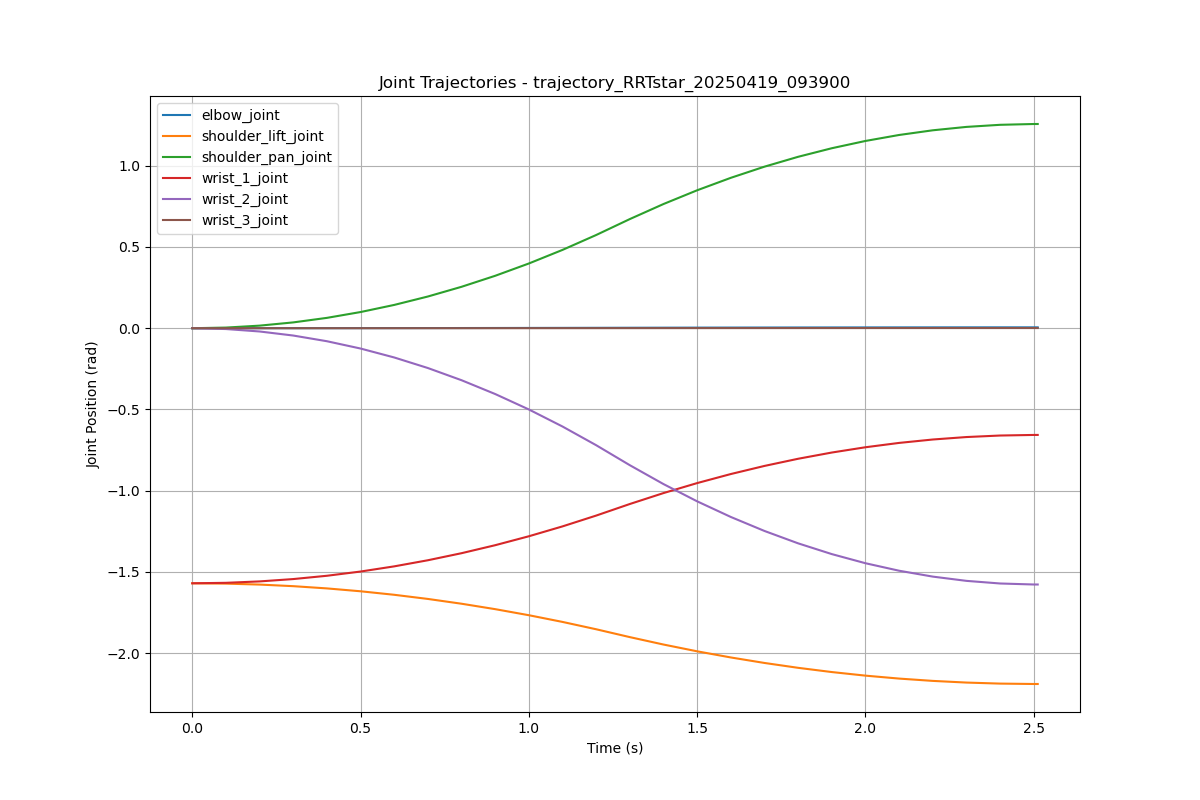 Joint Trajectories - trajectory_RRTstar_20250419_093900
elbow_joint
shoulder_lift_joint
shoulder_pan_joint
wrist_1_joint
wrist_2_joint
wrist_3_joint
1.0
0.5
0.0
−0.5
−1.0
−1.5
−2.0
Joint Position (rad)
0.0 0.5 1.0 1.5 2.0 2.5
Time (s)